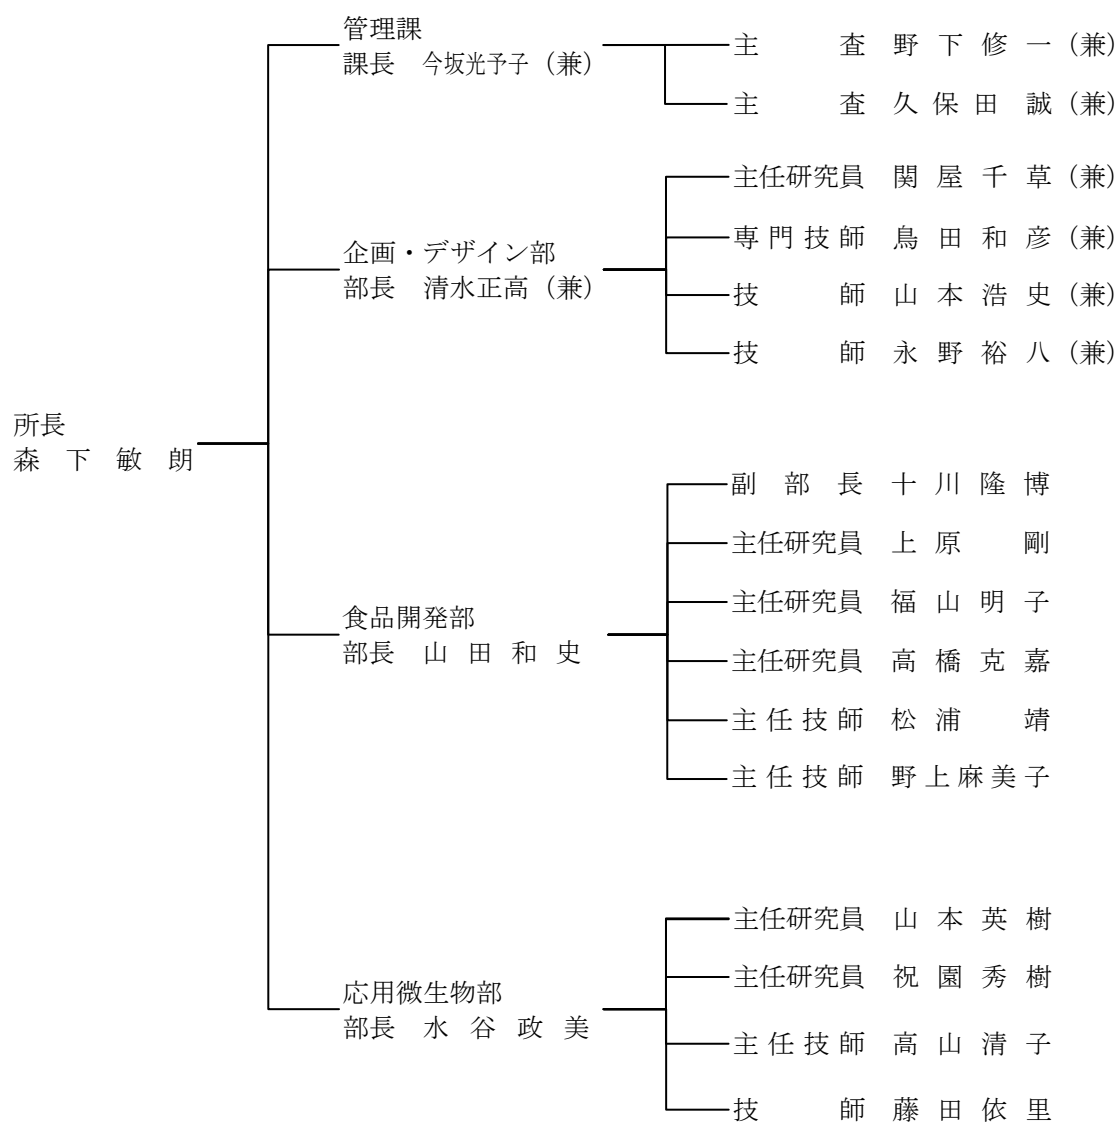 所長
森下敏朗
管理課
課長 今坂光予子（兼）
主査 野下修一（兼）
主査 久保田誠（兼）
企画・デザイン部
部長 清水正高（兼）
主任研究員 関屋千草（兼）
専門技師 鳥田和彦（兼）
技師 山本浩史（兼）
技師 永野裕八（兼）
食品開発部
部長 山田和史
副部長 十川隆博
主任研究員 上原剛
主任研究員 福山明子
主任研究員 高橋克嘉
主任技師 松浦靖
主任技師 野上麻美子
応用微生物部
部長 水谷政美
主任研究員 山本英樹
主任研究員 祝園秀樹
主任技師 高山清子
技師 藤田依里